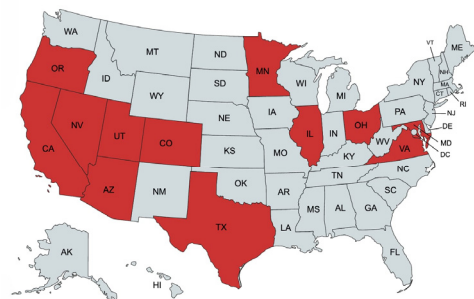 WA
OR
CA
NV
ID
MT
WY
UT
AZ
CO
NM
ND
SD
NE
KS
OK
TX
MN
IA
MO
AR
LA
WI
IL
MI
IN
OH
KY
TN
MS
AL
GA
FL
SC
NC
VA
WV
PA
NY
VT
NH
ME
MA
CT
RI
NJ
DE
MD
DC
AK
HI